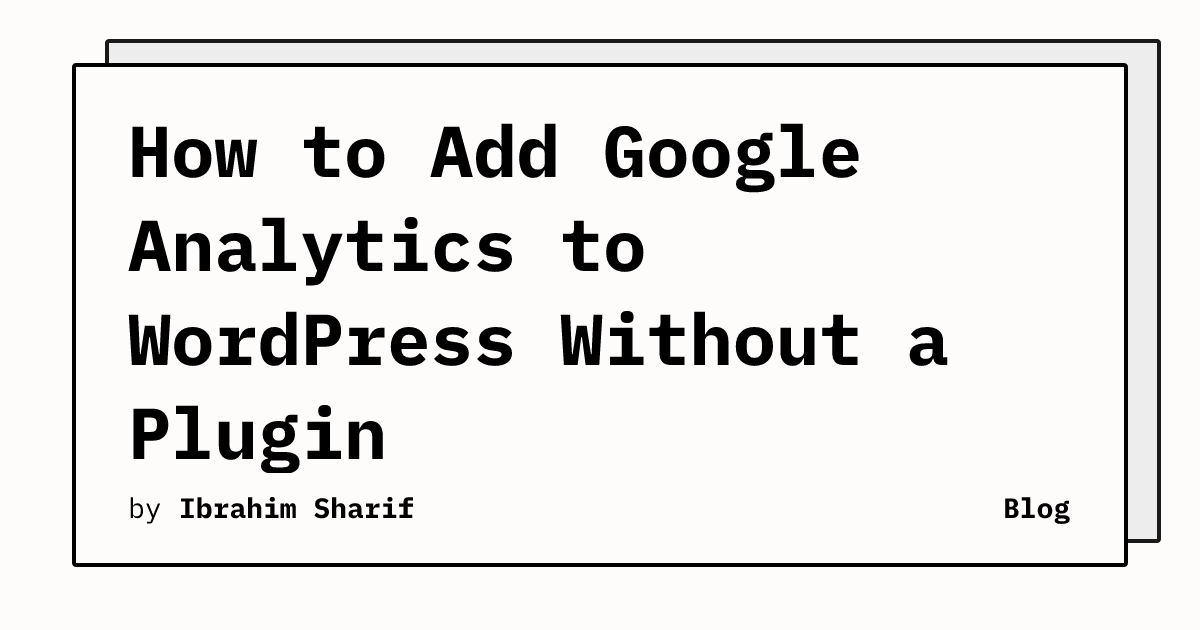 How to Add Google
Analytics to
WordPress Without a
Plugin
by Ibrahim Sharif
Blog